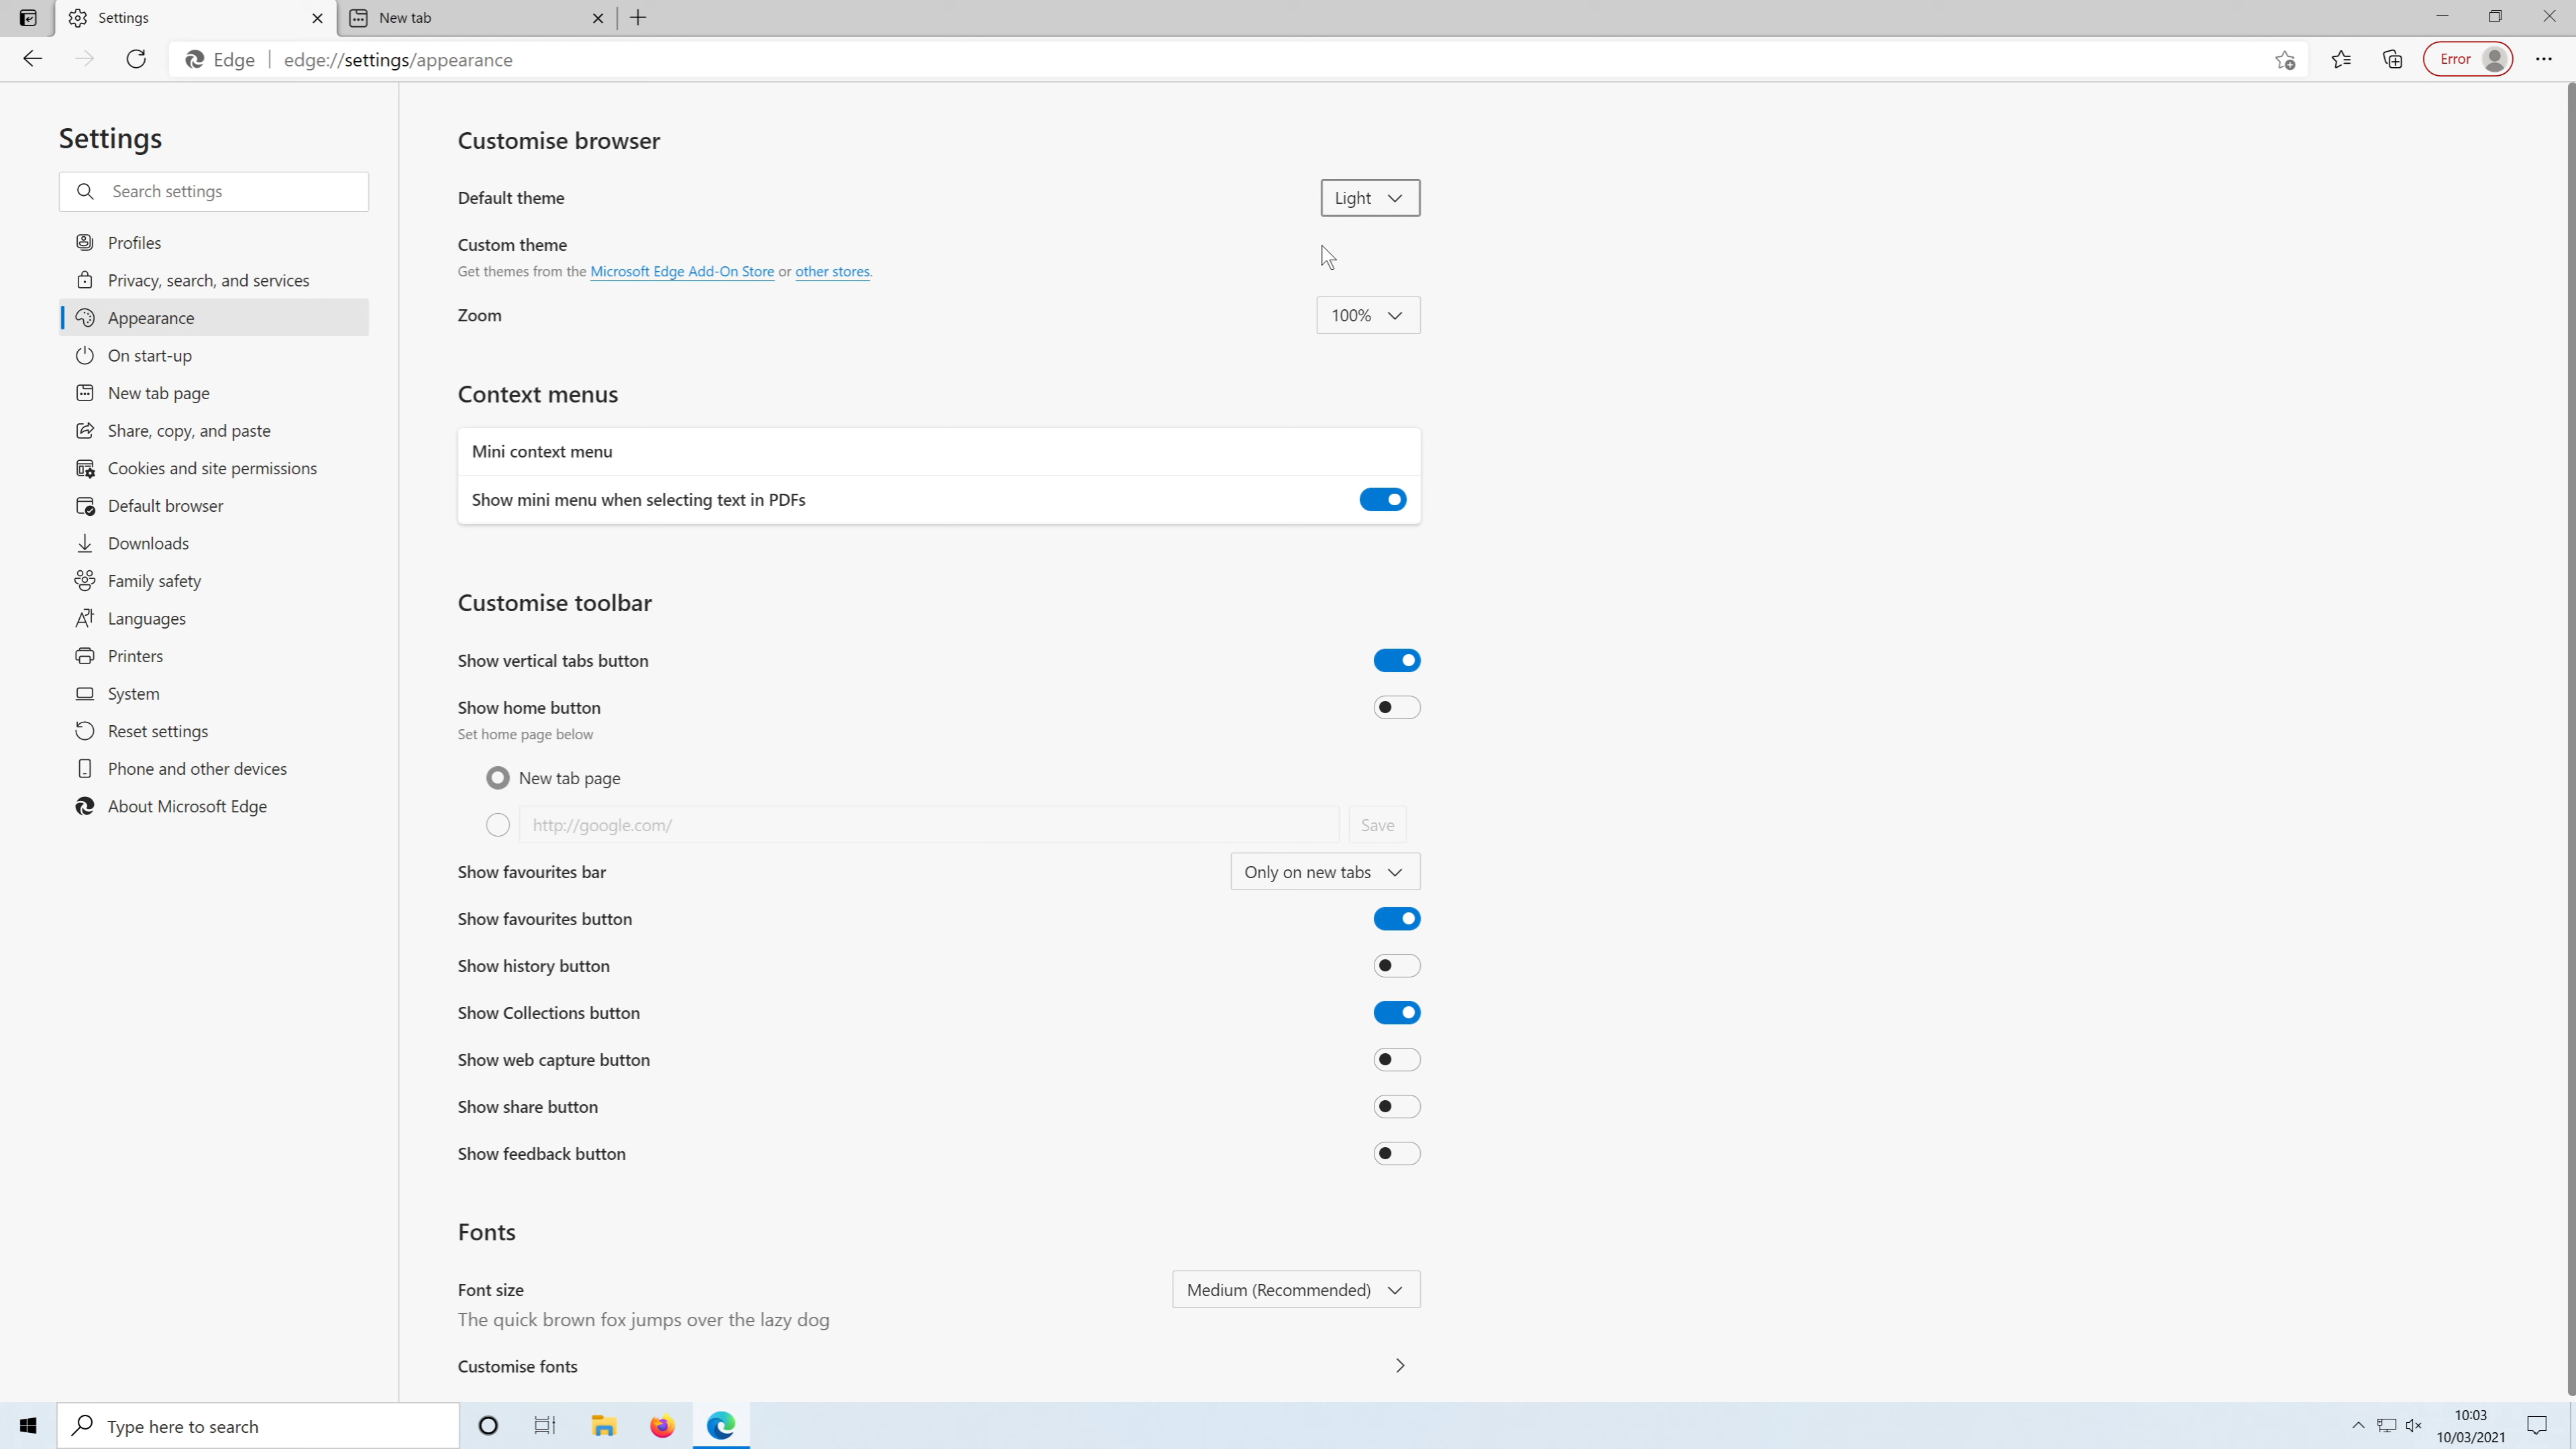 Settings
New tab
Edge
edge://settings/appearance
Error
Settings
Search settings
Profiles
Privacy, search, and services
Appearance
On start-up
New tab page
Share, copy, and paste
Cookies and site permissions
Default browser
Downloads
Family safety
Languages
Printers
System
Reset settings
Phone and other devices
About Microsoft Edge
Customise browser
Default theme
Light
Custom theme
Get themes from the Microsoft Edge Add-On Store or other stores.
Zoom
100%
Context menus
Mini context menu
Show mini menu when selecting text in PDFs
Customise toolbar
Show vertical tabs button
Show home button
Set home page below
New tab page
http://google.com/
Save
Show favourites bar
Only on new tabs
Show favourites button
Show history button
Show Collections button
Show web capture button
Show share button
Show feedback button
Fonts
Font size
Medium (Recommended)
The quick brown fox jumps over the lazy dog
Customise fonts
Type here to search
10:03
10/03/2021